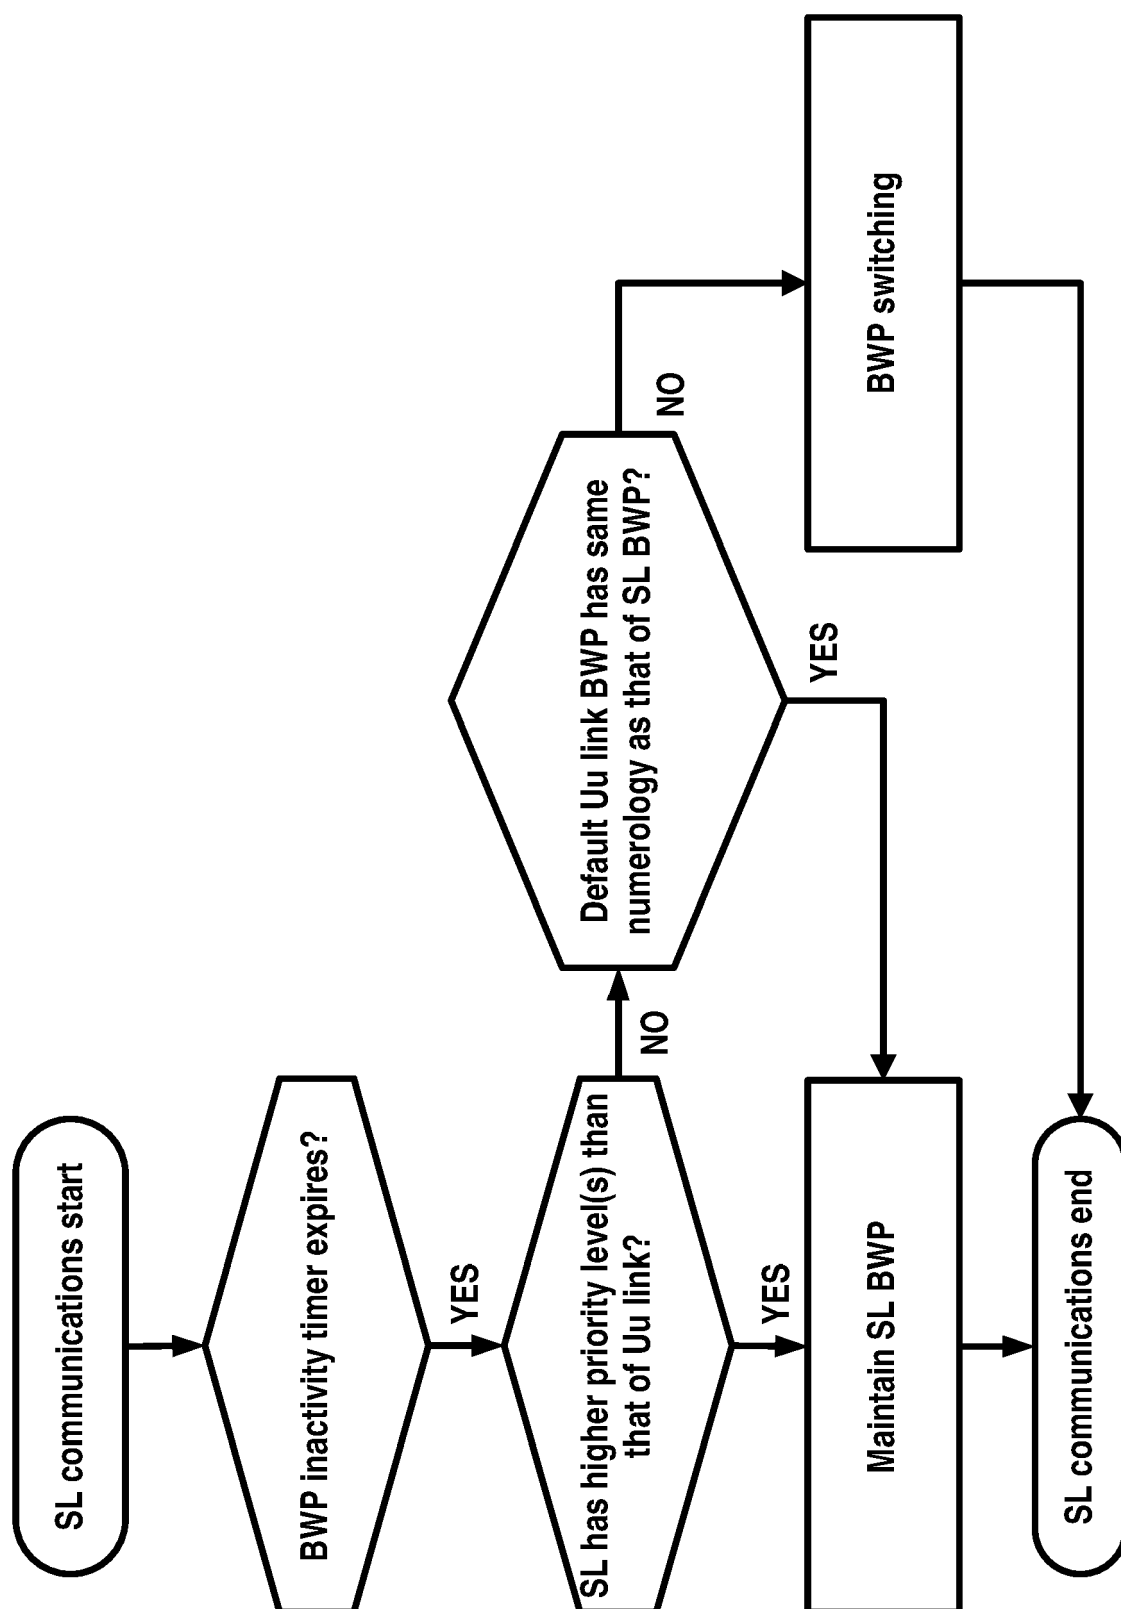 SL communications start
BWP inactivity timer expires?
YES
SL has higher priority level(s) than
that of Uu link?
NO
YES
Default Uu link BWP has same
numerology as that of SL BWP?
NO
YES
Maintain SL BWP
BWP switching
SL communications end